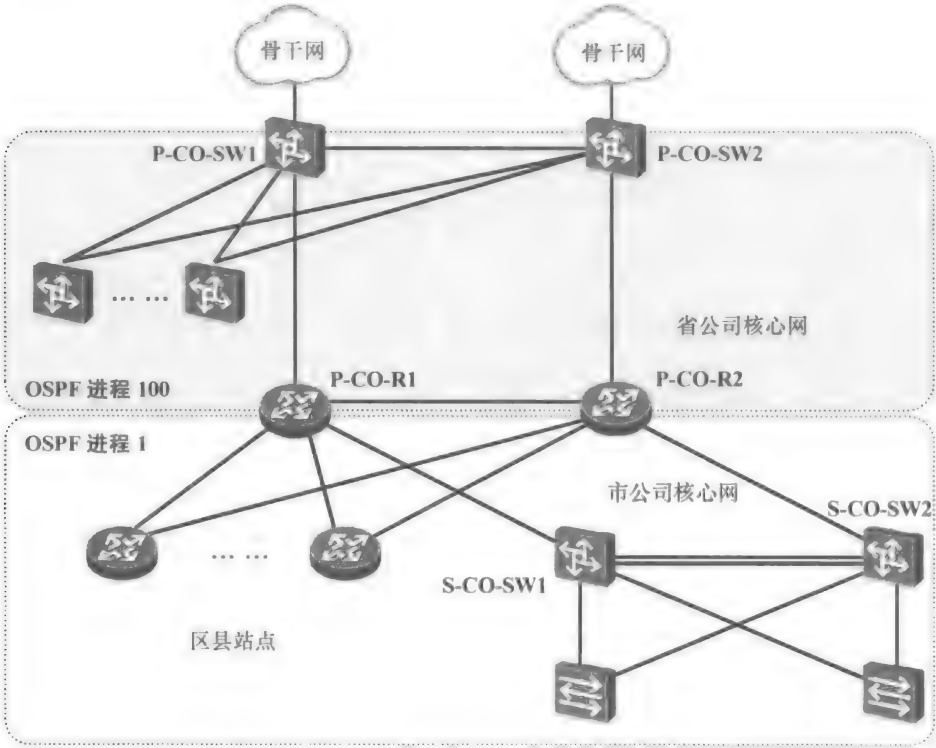 骨干网
骨干网
P-CO-SW1
P-CO-SW2
… …
省公司核心网
P-CO-R1
P-CO-R2
OSPF 进程 100
OSPF 进程 1
市公司核心网
S-CO-SW2
… …
S-CO-SW1
区县站点